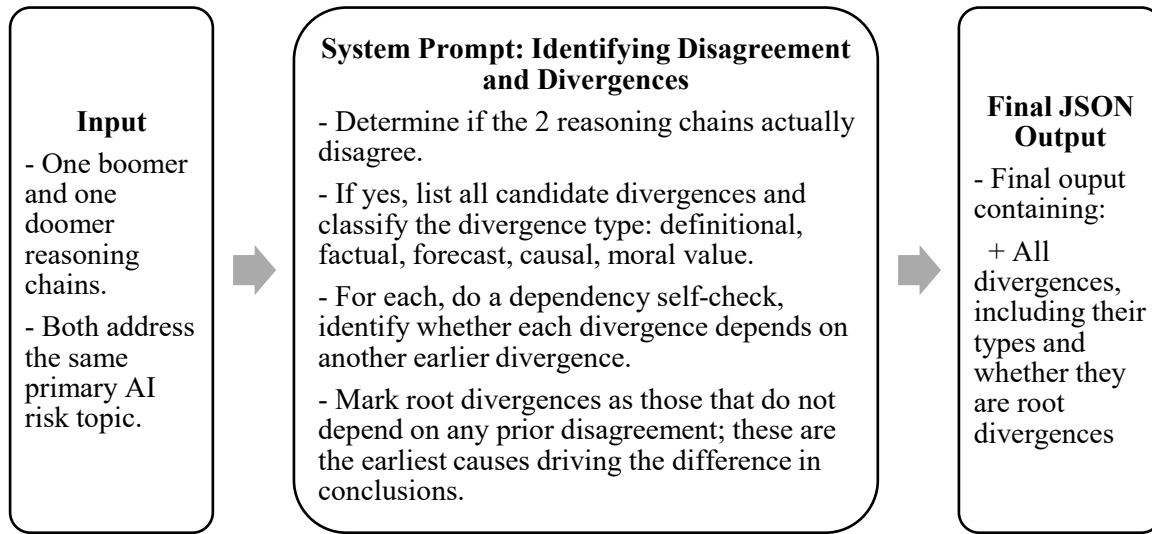 Input
- One boomer
and one
doomer
reasoning
chains.
- Both address
the same
primary AI
risk topic.
System Prompt: Identifying Disagreement
and Divergences
- Determine if the 2 reasoning chains actually
disagree.
- If yes, list all candidate divergences and
classify the divergence type: definitional,
factual, forecast, causal, moral value.
- For each, do a dependency self-check,
identify whether each divergence depends on
another earlier divergence.
- Mark root divergences as those that do not
depend on any prior disagreement; these are
the earliest causes driving the difference in
conclusions.
Final JSON
Output
- Final ouput
containing:
+ All
divergences,
including their
types and
whether they
are root
divergences